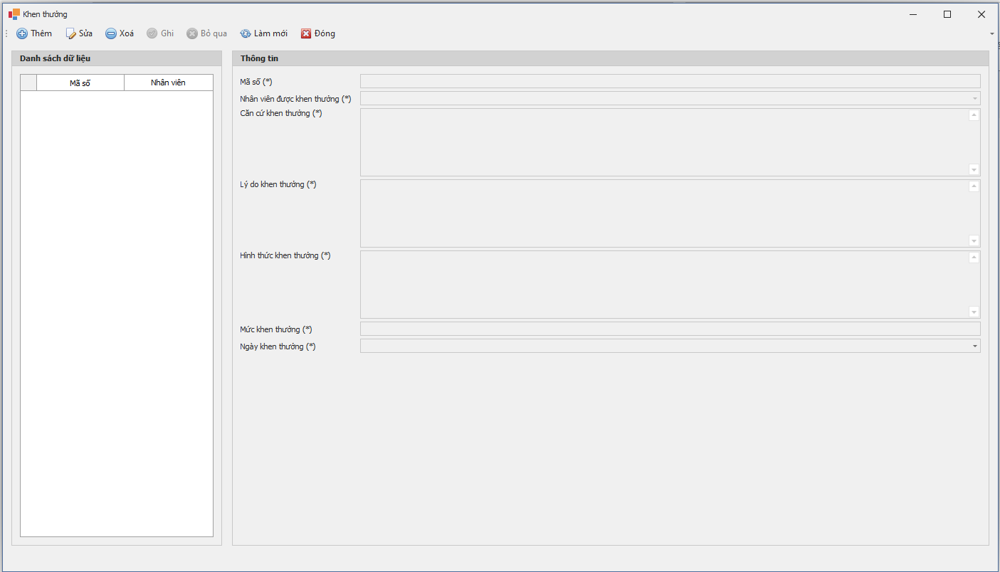 Khen thưởng
Thêm Sửa Xoá Ghi Bỏ qua Làm mới Đóng
Danh sách dữ liệu
Mã số Nhân viên
Thông tin
Mã số (*)
Nhân viên được khen thưởng (*)
Căn cứ khen thưởng (*)
Lý do khen thưởng (*)
Hình thức khen thưởng (*)
Mức khen thưởng (*)
Ngày khen thưởng (*)